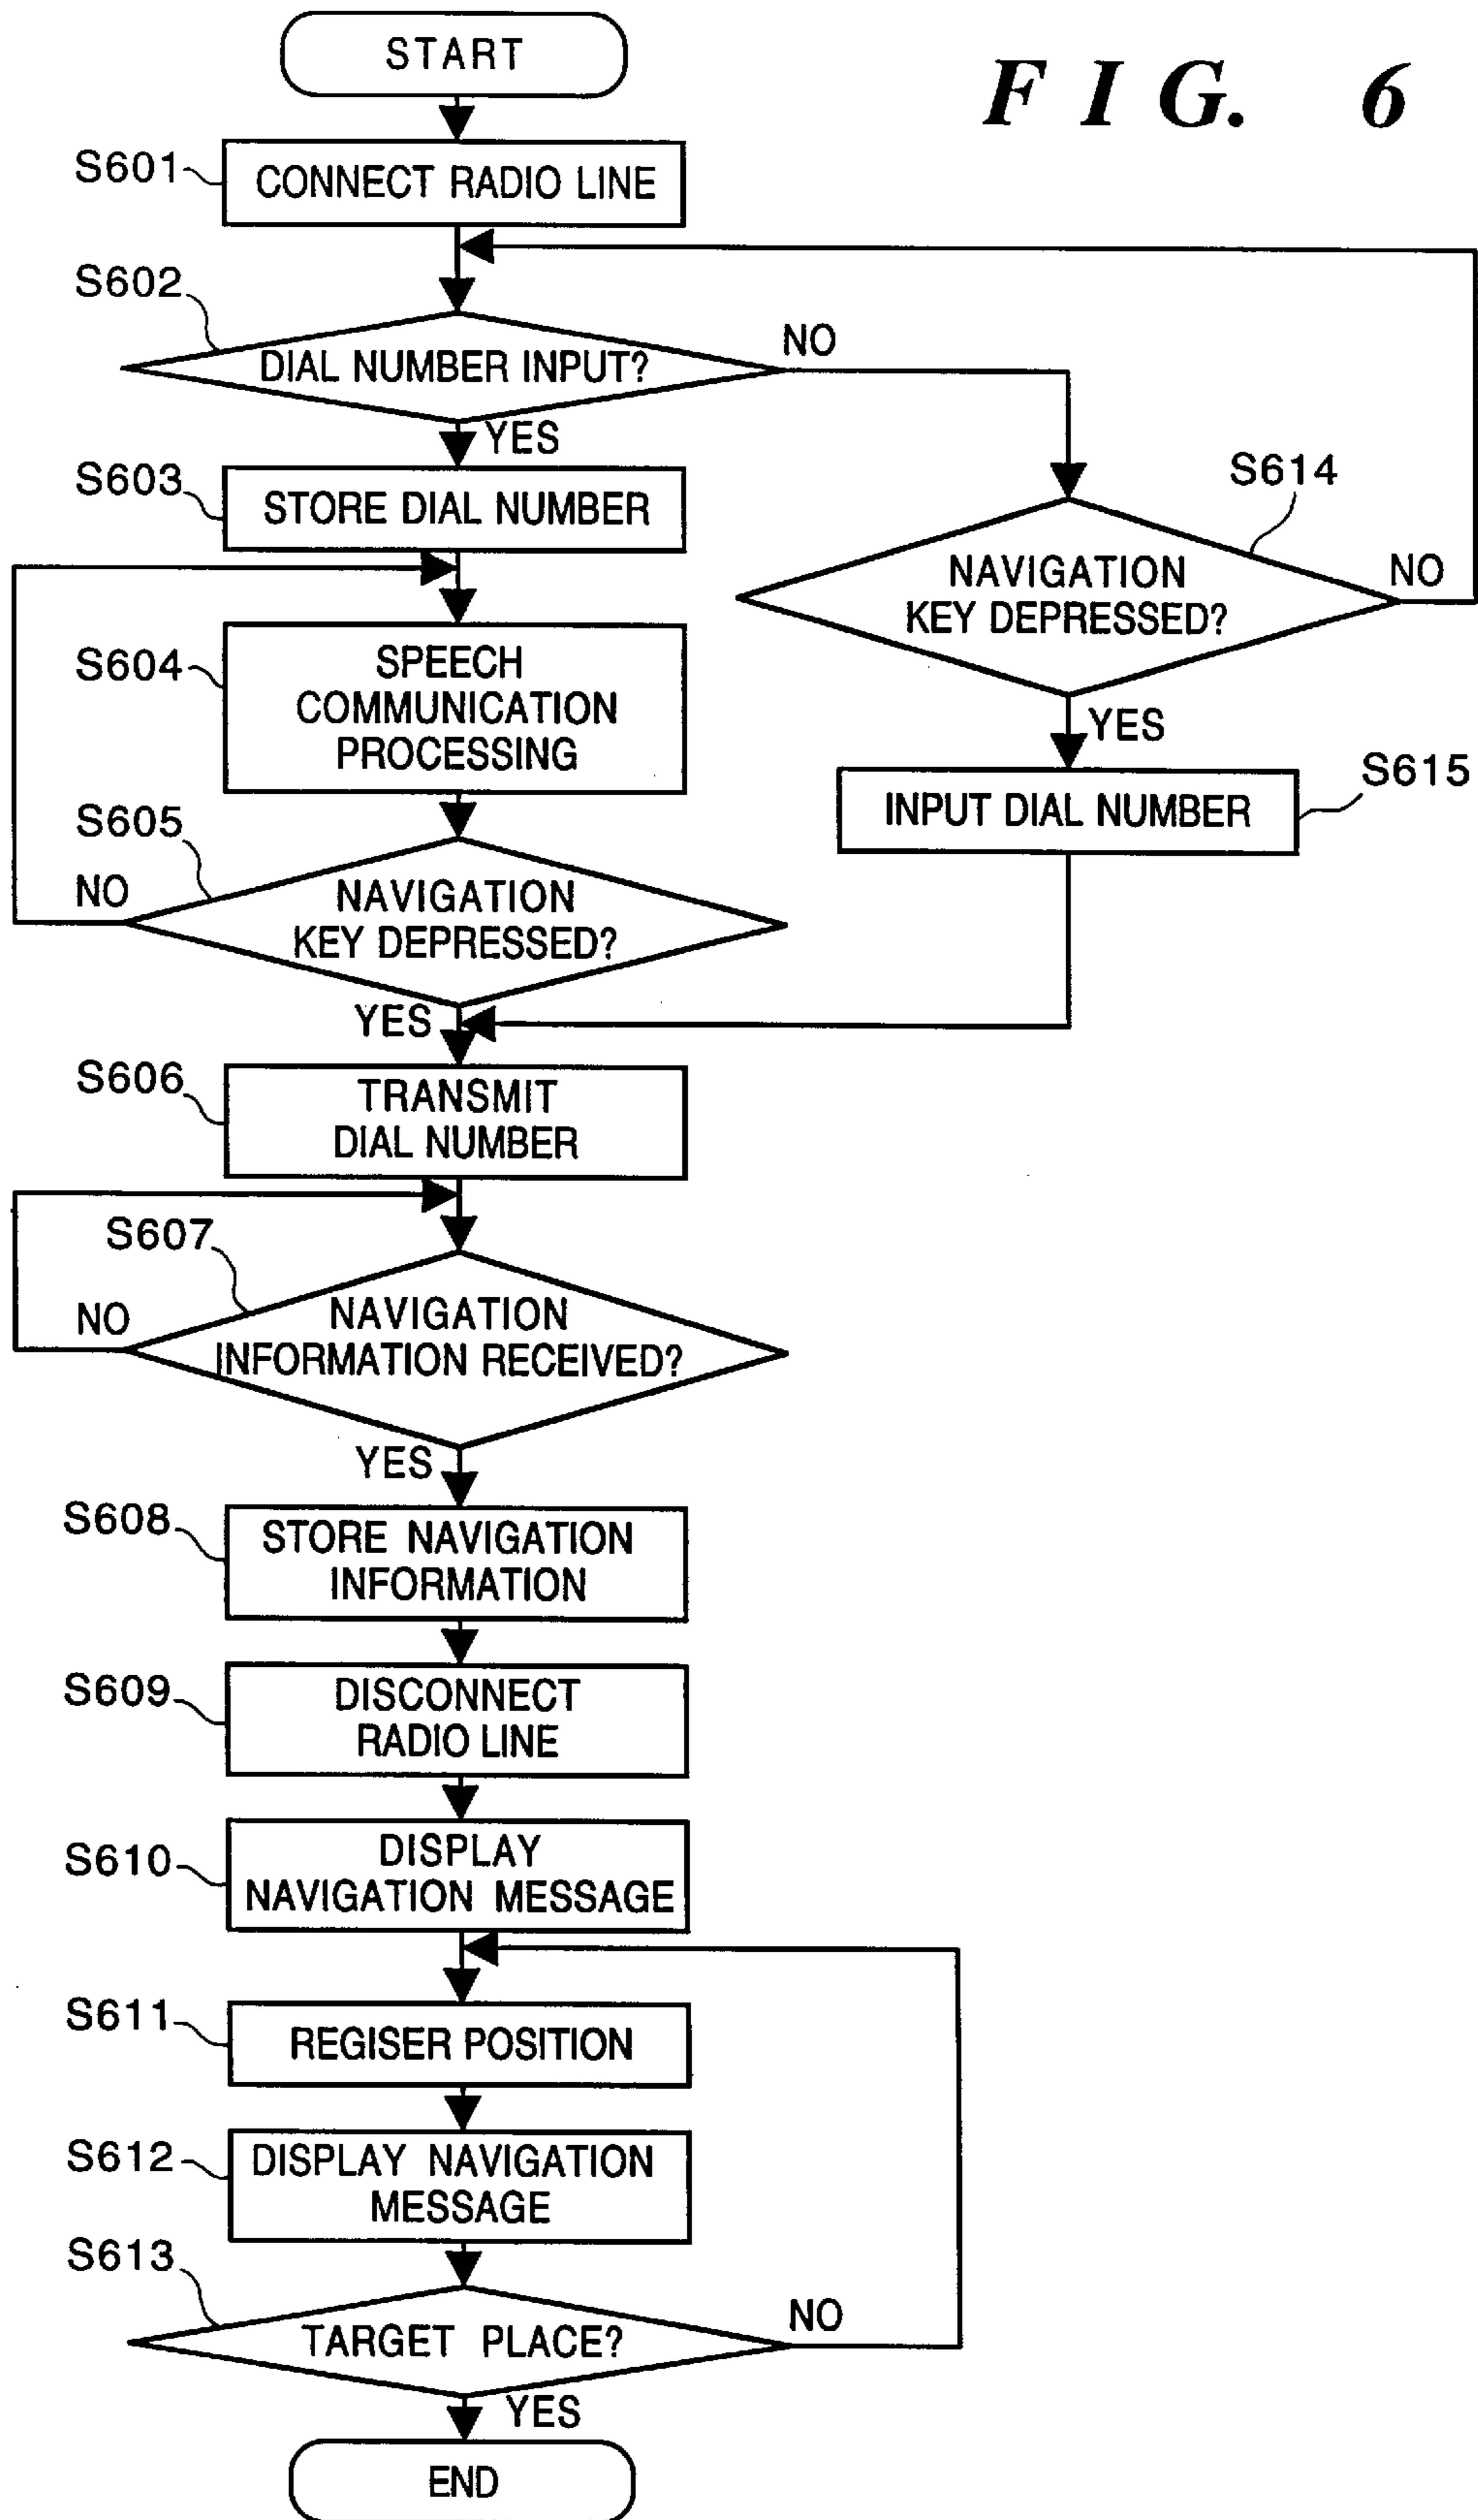 START
FIG. 6
S601
CONNECT RADIO LINE
S602
DIAL NUMBER INPUT?
NO
YES
S603
STORE DIAL NUMBER
S614
NAVIGATION
KEY DEPRESSED?
NO
YES
S615
INPUT DIAL NUMBER
S604
SPEECH
COMMUNICATION
PROCESSING
S605
NO
NAVIGATION
KEY DEPRESSED?
YES
S606
TRANSMIT
DIAL NUMBER
S607
NO
NAVIGATION
INFORMATION RECEIVED?
YES
S608
STORE NAVIGATION
INFORMATION
S609
DISCONNECT
RADIO LINE
S610
DISPLAY
NAVIGATION MESSAGE
S611
REGISER POSITION
S612
DISPLAY NAVIGATION
MESSAGE
S613
TARGET PLACE?
NO
YES
END